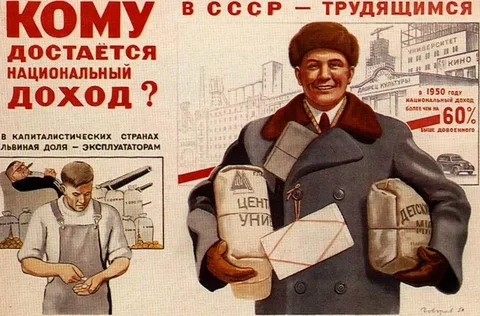 КОМУ
ДОСТАЁТСЯ
НАЦИОНАЛЬНЫЙ
ДОХОД?
В КАПИТАЛИСТИЧЕСКИХ СТРАНАХ
ЛЬВИНАЯ ДОЛЯ – ЭКСПЛУАТАТОРАМ
В СССР – ТРУДЯЩИМСЯ
УНИВЕРСИТЕТ
КИНО
ДВОРЕЦ КУЛЬТУРЫ
В 1950 ГОДУ
НАЦИОНАЛЬНЫЙ ДОХОД
БОЛЕЕ ЧЕМ НА
60%
ВЫШЕ ДОВОЕННОГО
ЦЕНТ
УНИ
ДЕТСК